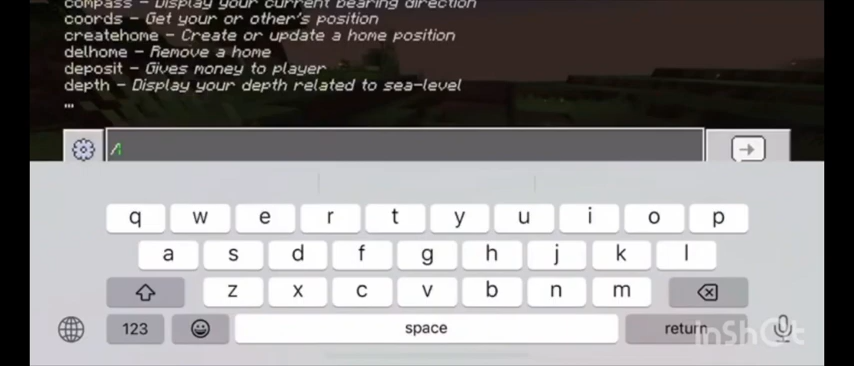 compass - Display your current bearing direction
coords - Get your or other's position
createhome - Create or update a home position
delhome - Remove a home
deposit - Gives money to player
depth - Display your depth related to sea-level
...
/
q w e r t y u i o p
a s d f g h j k l
z x c v b n m
123 space return
InShOt